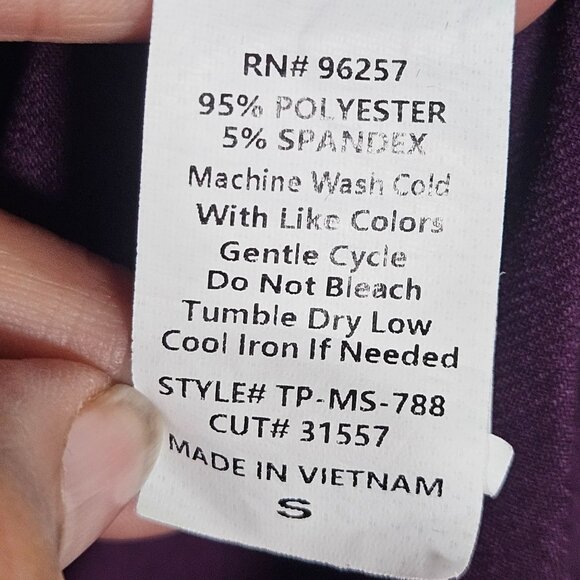 RN# 96257
95% POLYESTER
5% SPANDEX
Machine Wash Cold
With Like Colors
Gentle Cycle
Do Not Bleach
Tumble Dry Low
Cool Iron If Needed
STYLE# TP-MS-788
CUT# 31557
MADE IN VIETNAM
S